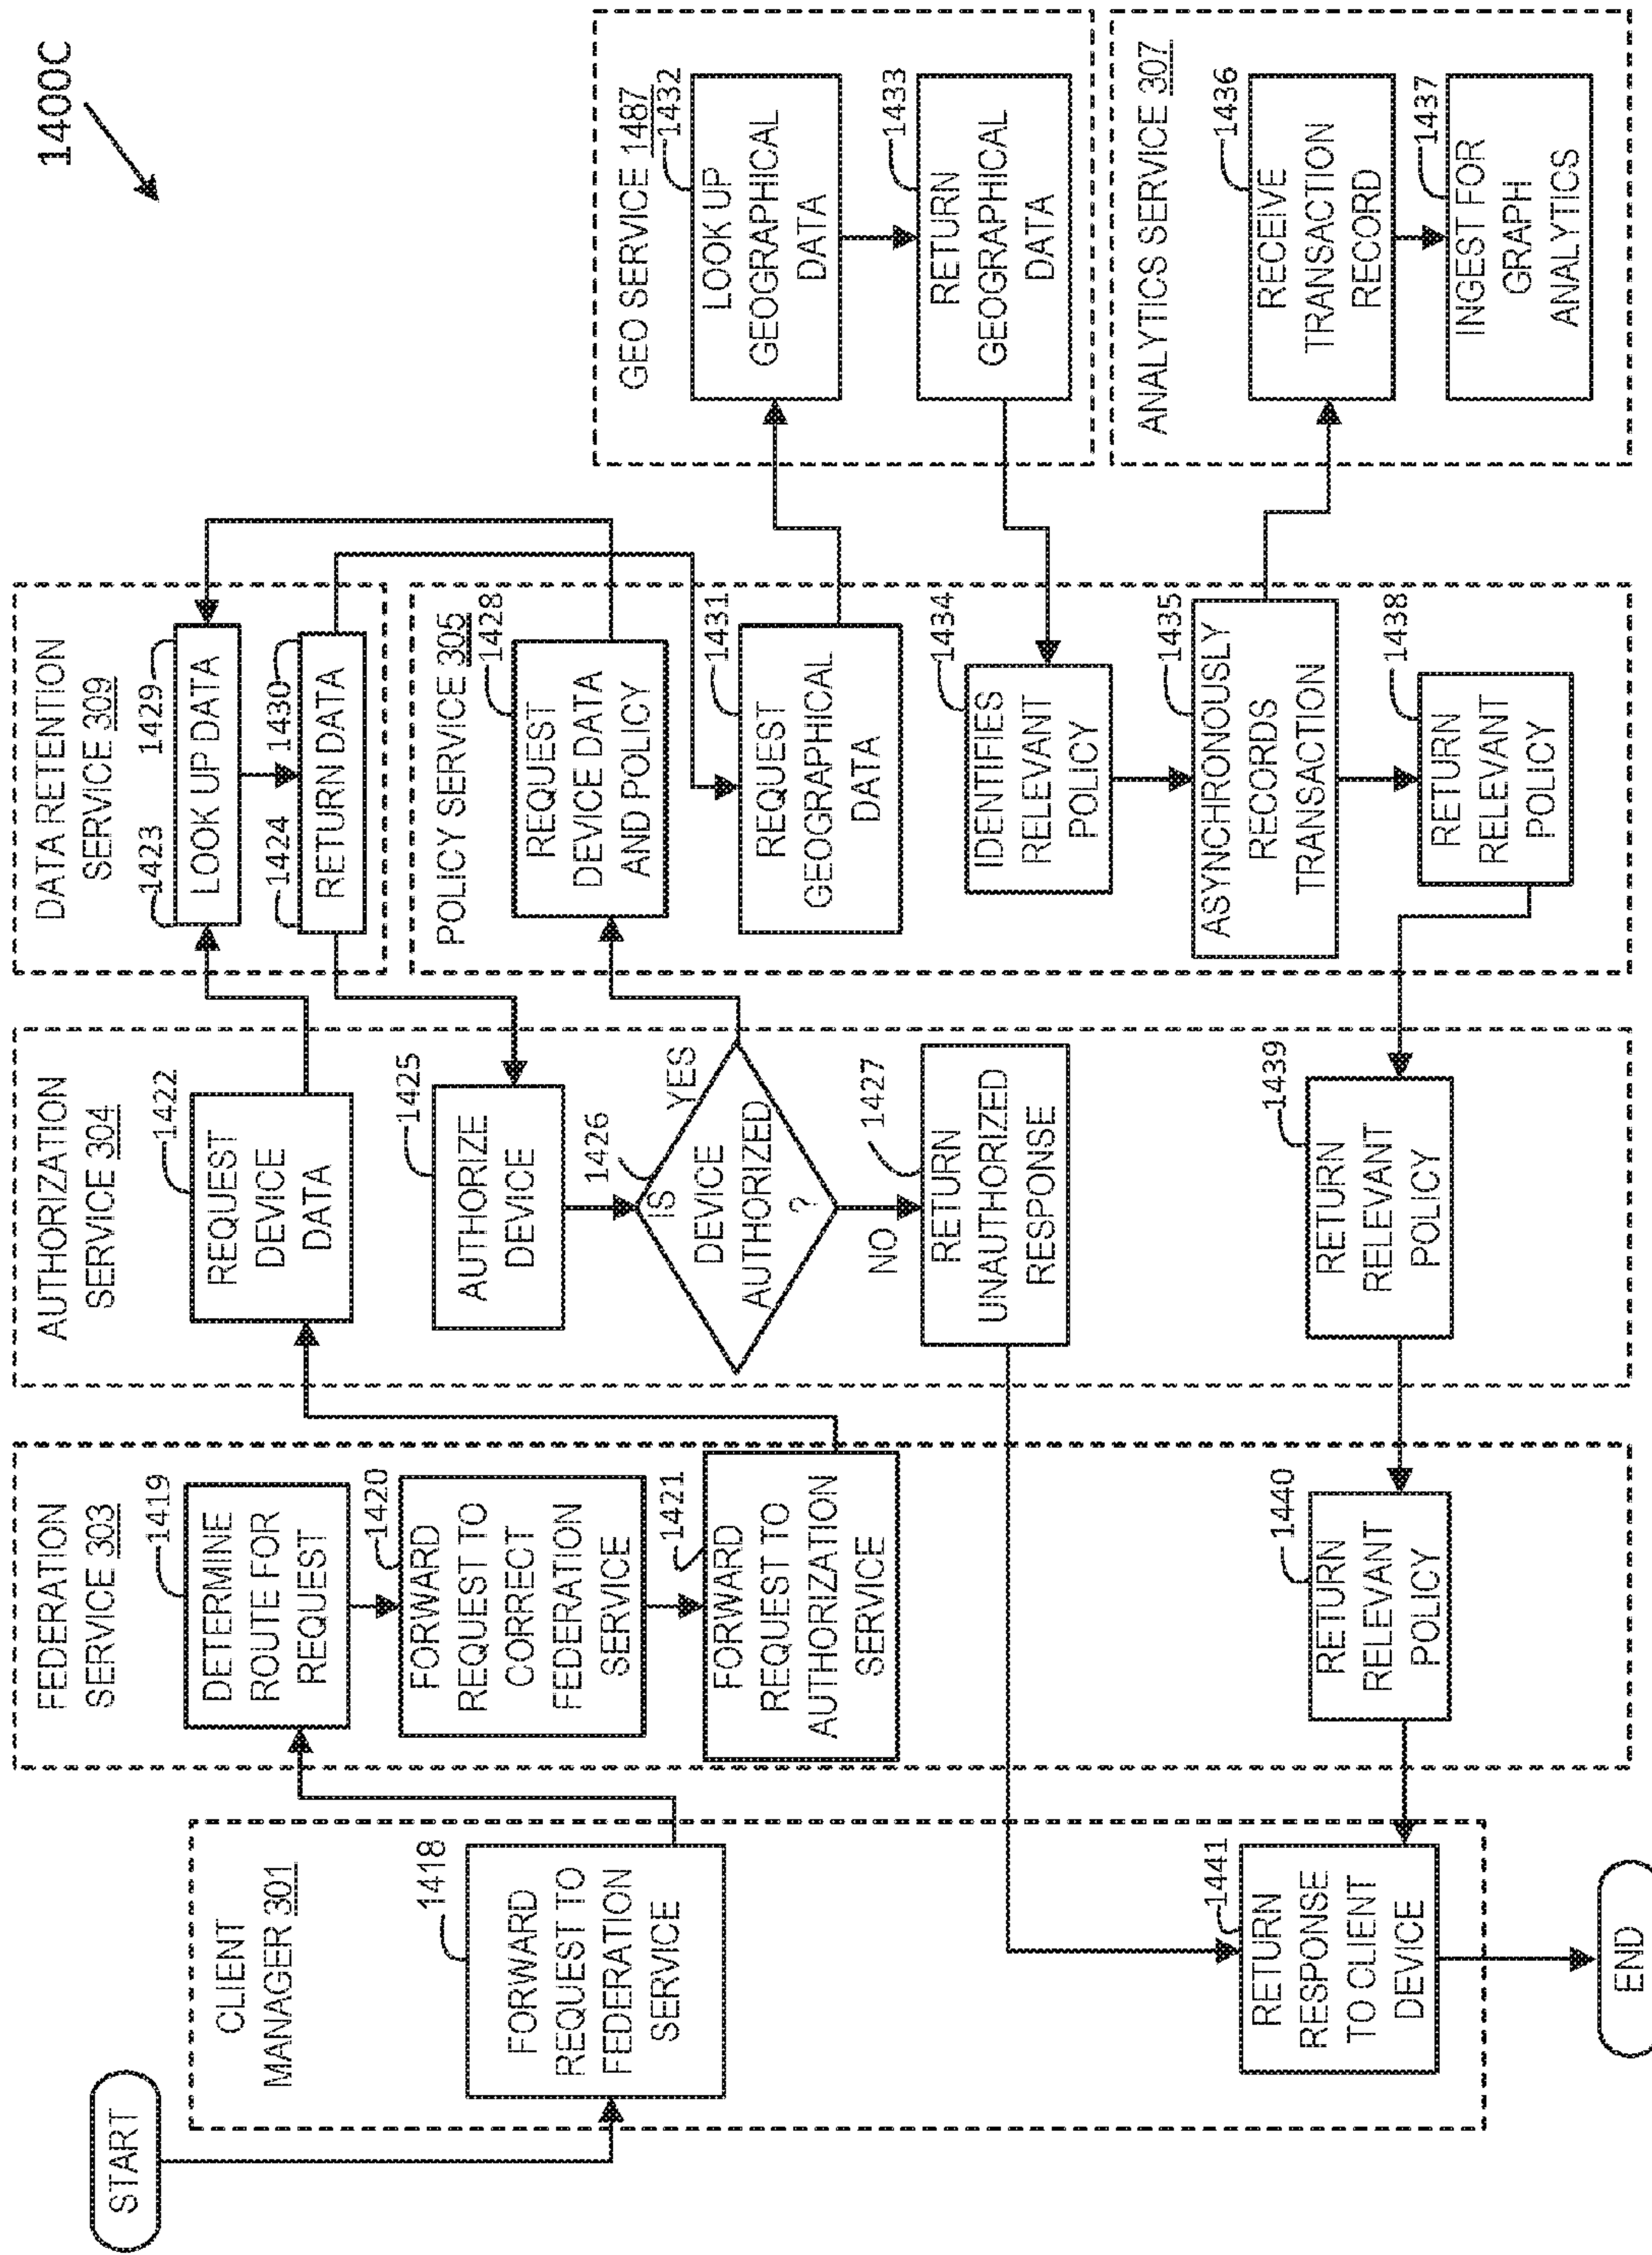 1400C
START
CLIENT
MANAGER 301
1418
FORWARD
REQUEST TO
FEDERATION
SERVICE
1441
RETURN
RESPONSE
TO CLIENT
DEVICE
END
FEDERATION
SERVICE 303
1419
DETERMINE
ROUTE FOR
REQUEST
1420
FORWARD
REQUEST TO
CORRECT
FEDERATION
SERVICE
1421
FORWARD
REQUEST TO
AUTHORIZATION
SERVICE
1440
RETURN
RELEVANT
POLICY
AUTHORIZATION
SERVICE 304
1422
REQUEST
DEVICE
DATA
1425
AUTHORIZE
DEVICE
1426
IS
DEVICE
AUTHORIZED
?
YES
NO
1427
RETURN
UNAUTHORIZED
RESPONSE
1439
RETURN
RELEVANT
POLICY
DATA RETENTION
SERVICE 309
1423
1429
LOOK UP DATA
1424
1430
RETURN DATA
POLICY SERVICE 305
1428
REQUEST
DEVICE DATA
AND POLICY
1431
REQUEST
GEOGRAPHICAL
DATA
1434
IDENTIFIES
RELEVANT
POLICY
1435
ASYNCHRONOUSLY
RECORDS
TRANSACTION
1438
RETURN
RELEVANT
POLICY
GEO SERVICE 1487
1432
LOOK UP
GEOGRAPHICAL
DATA
1433
RETURN
GEOGRAPHICAL
DATA
ANALYTICS SERVICE 307
1436
RECEIVE
TRANSACTION
RECORD
1437
INGEST FOR
GRAPH
ANALYTICS